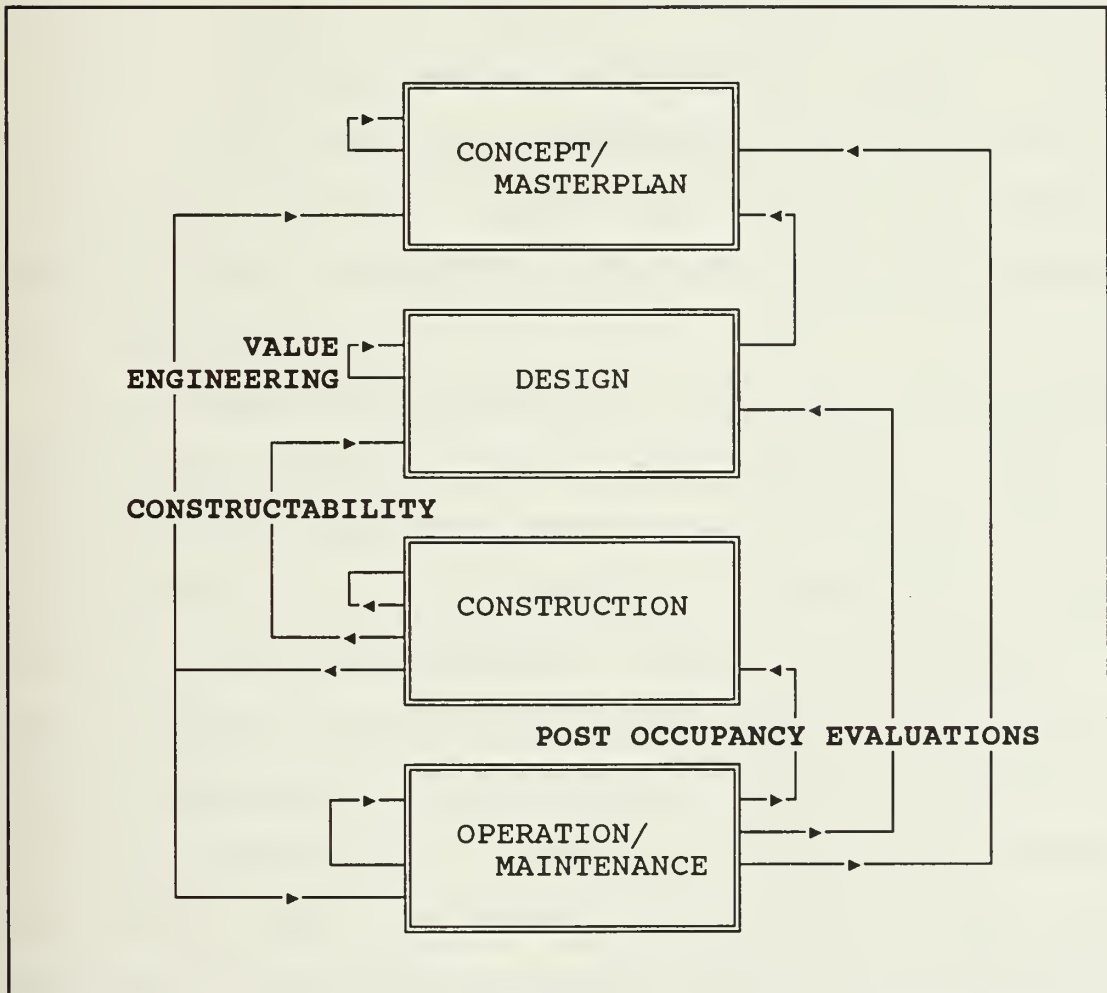 CONCEPT/
MASTERPLAN
VALUE
ENGINEERING
DESIGN
CONSTRUCTABILITY
CONSTRUCTION
POST OCCUPANCY EVALUATIONS
OPERATION/
MAINTENANCE